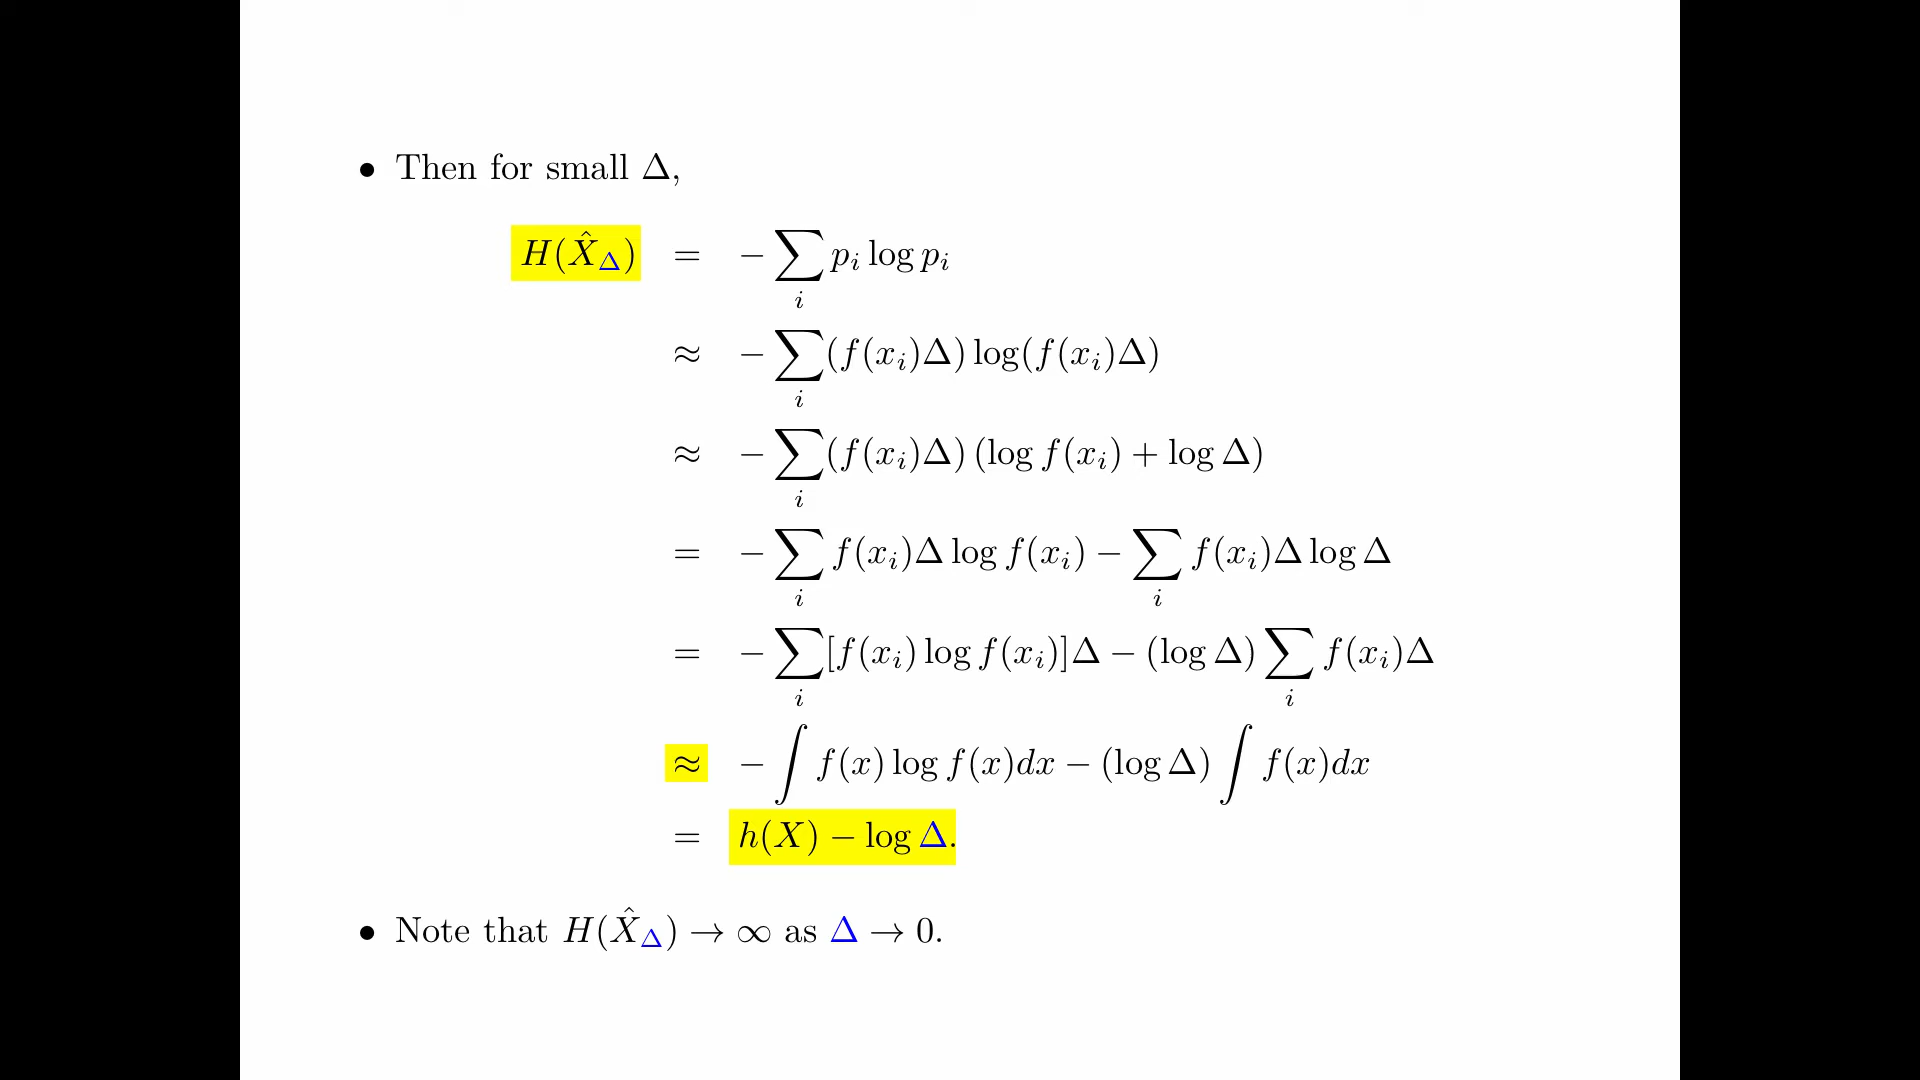 • Then for small Δ,
H(X̂_Δ) = − ∑_i p_i log p_i
≈ − ∑_i (f(x_i)Δ) log(f(x_i)Δ)
≈ − ∑_i (f(x_i)Δ) (log f(x_i) + log Δ)
= − ∑_i f(x_i)Δ log f(x_i) − ∑_i f(x_i)Δ log Δ
= − ∑_i [f(x_i) log f(x_i)]Δ − (log Δ) ∑_i f(x_i)Δ
≈ − ∫ f(x) log f(x)dx − (log Δ) ∫ f(x)dx
= h(X) − log Δ.
• Note that H(X̂_Δ) → ∞ as Δ → 0.